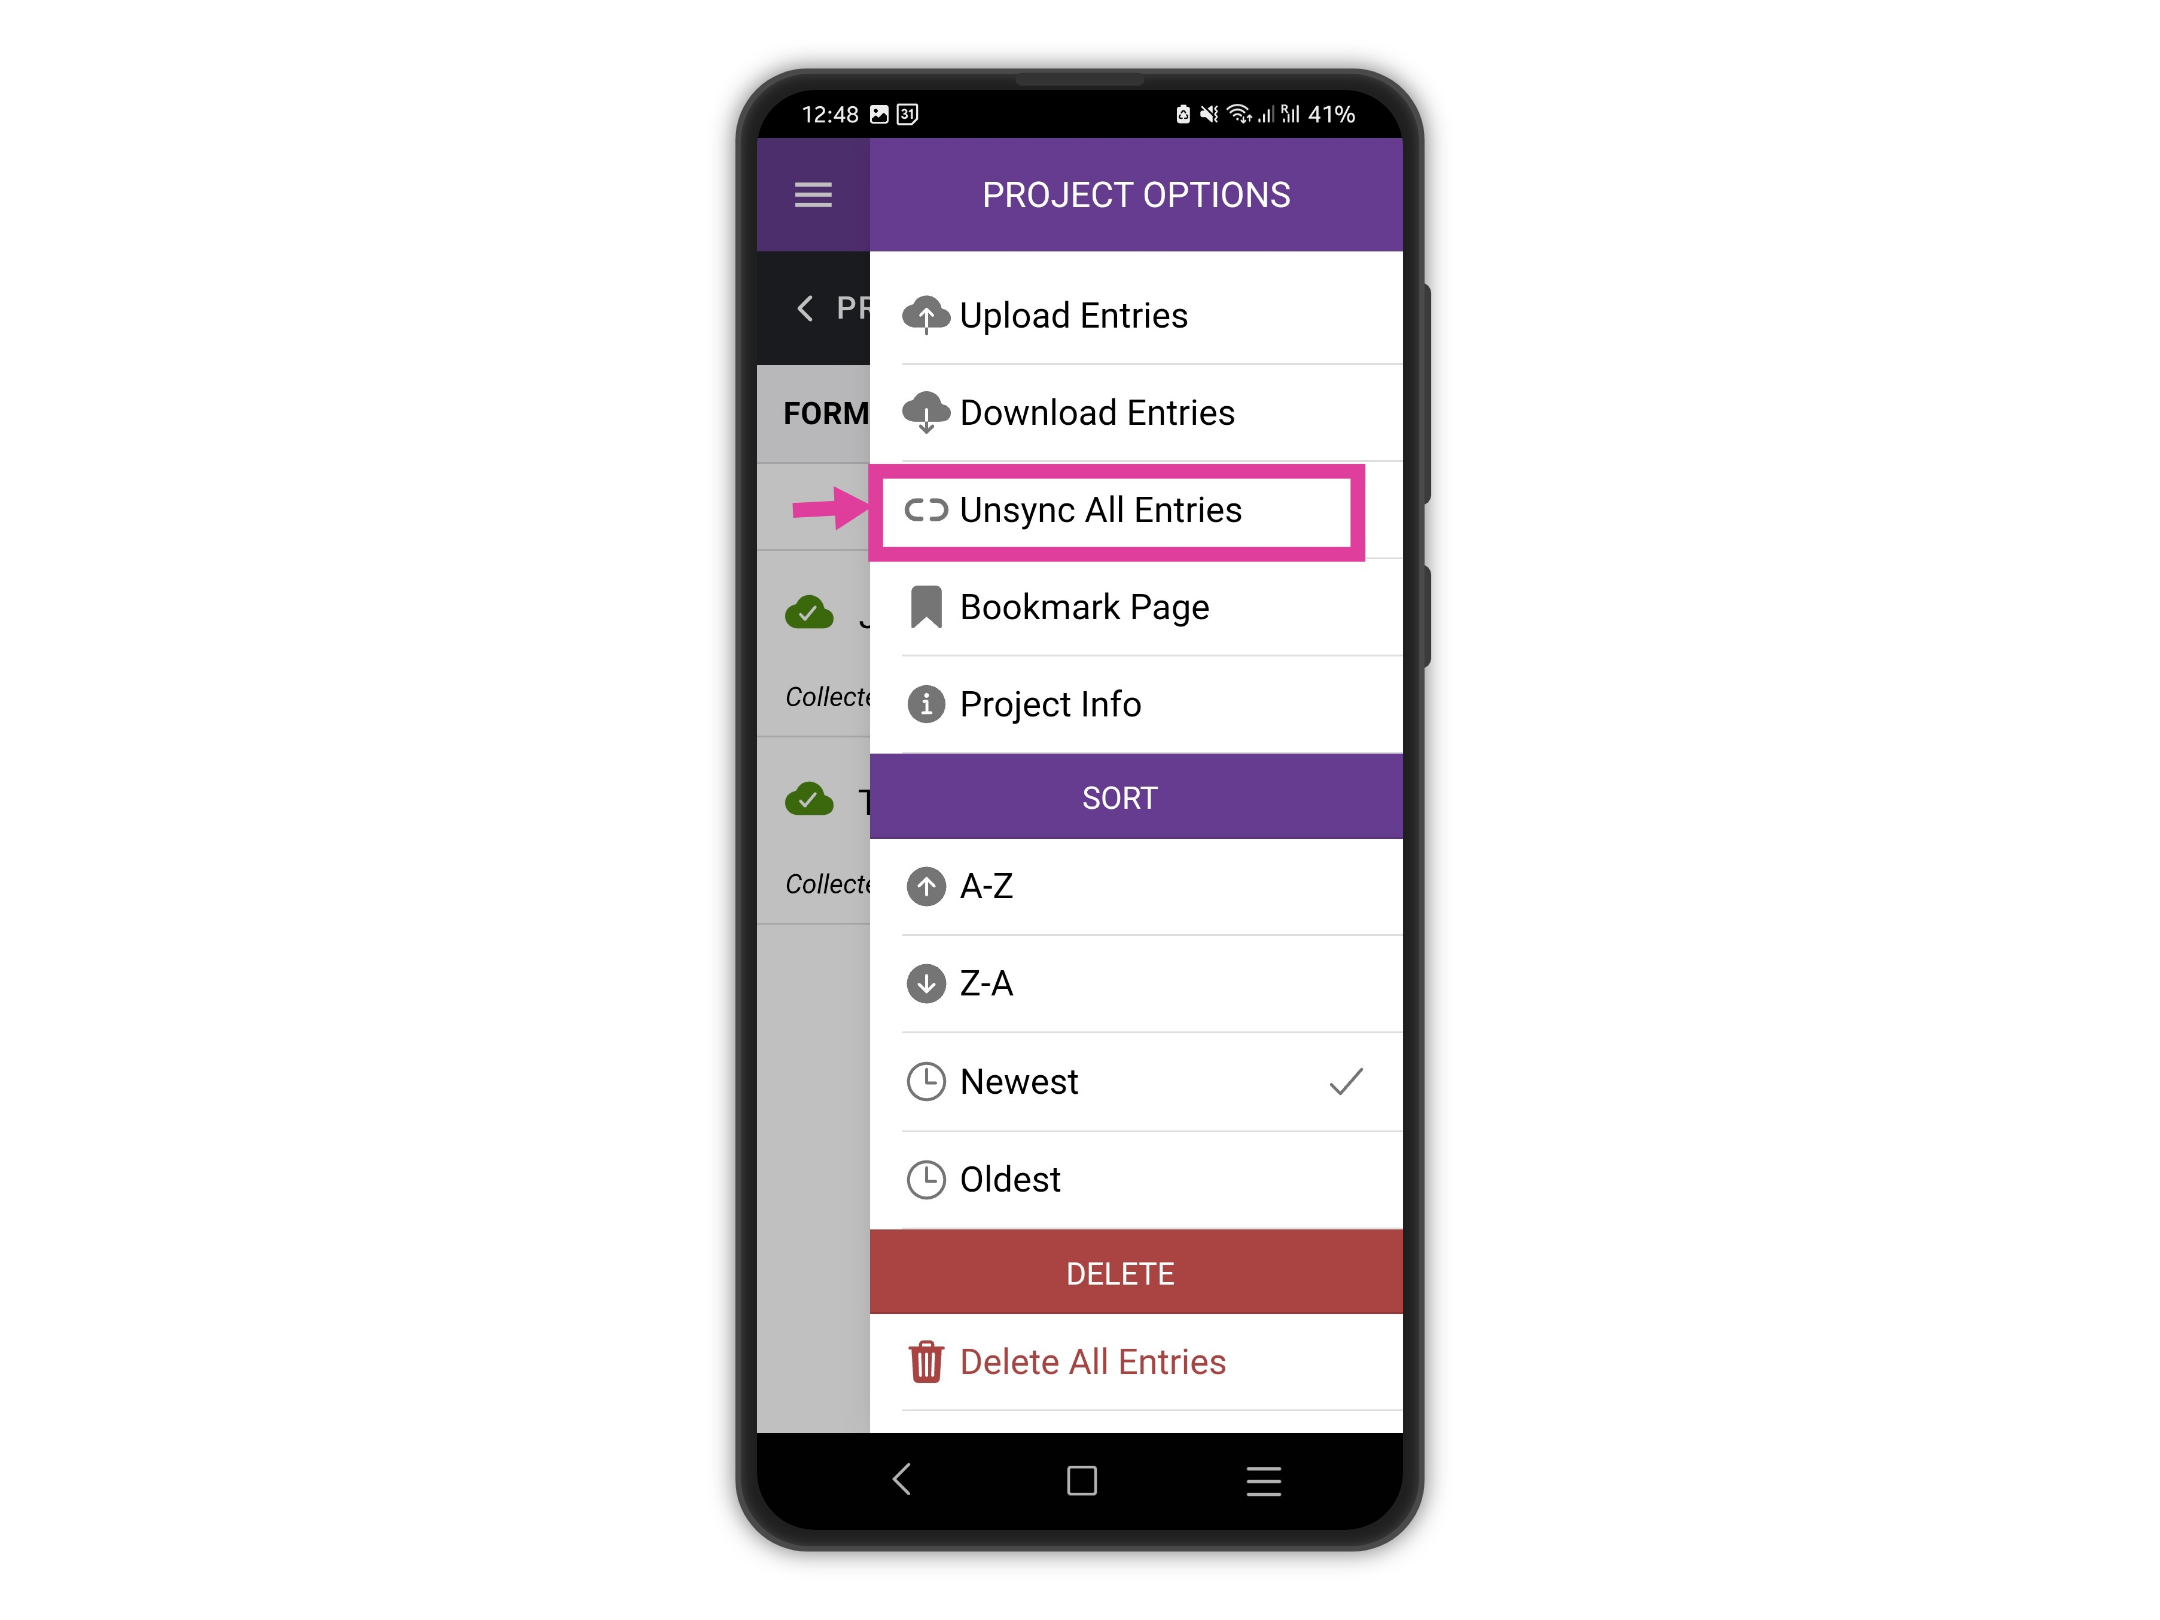 12:48 31 R 41%
PROJECT OPTIONS
PR
Upload Entries
Download Entries
FORM
Unsync All Entries
Bookmark Page
J
Collecte
Project Info
SORT
T
Collecte
A-Z
Z-A
Newest
Oldest
DELETE
Delete All Entries